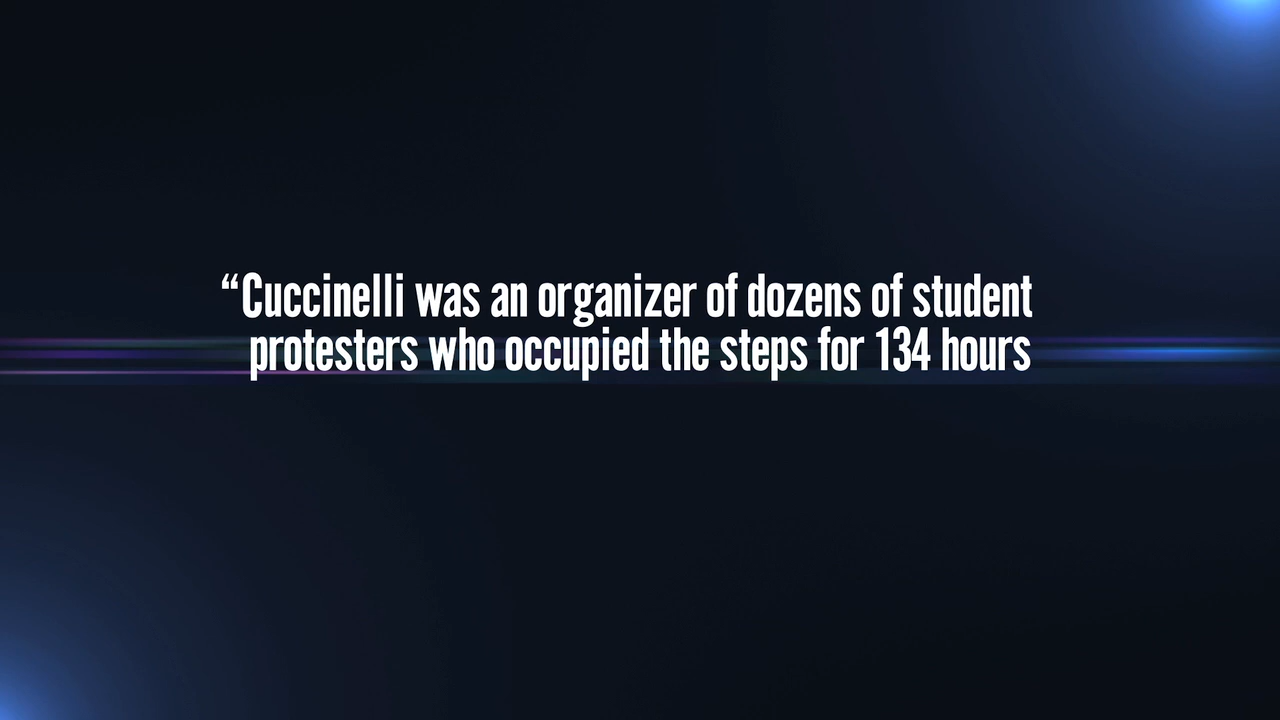 “Cuccinelli was an organizer of dozens of student
protesters who occupied the steps for 134 hours